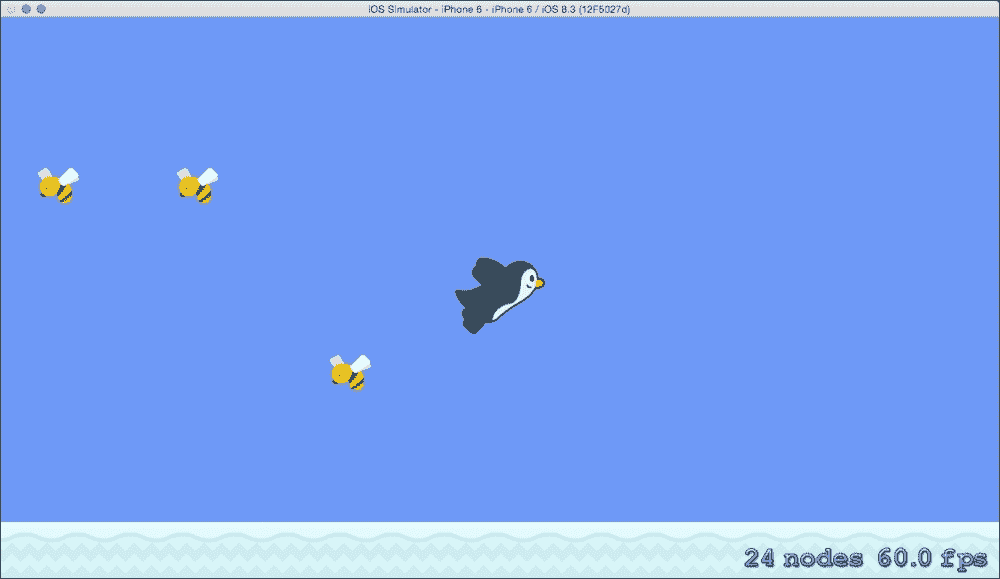 iOS Simulator - iPhone 6 - iPhone 6 / iOS 8.3 (12F5027d)
24 nodes 60.0 fps